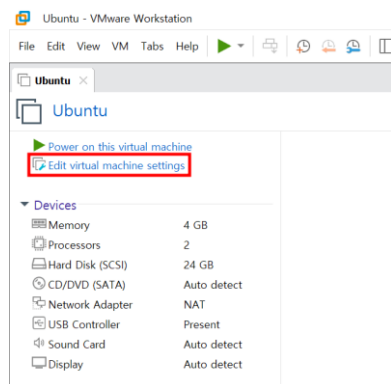 Ubuntu - VMware Workstation
File Edit View VM Tabs Help
Ubuntu
Ubuntu
Power on this virtual machine
Edit virtual machine settings
Devices
Memory 4 GB
Processors 2
Hard Disk (SCSI) 24 GB
CD/DVD (SATA) Auto detect
Network Adapter NAT
USB Controller Present
Sound Card Auto detect
Display Auto detect